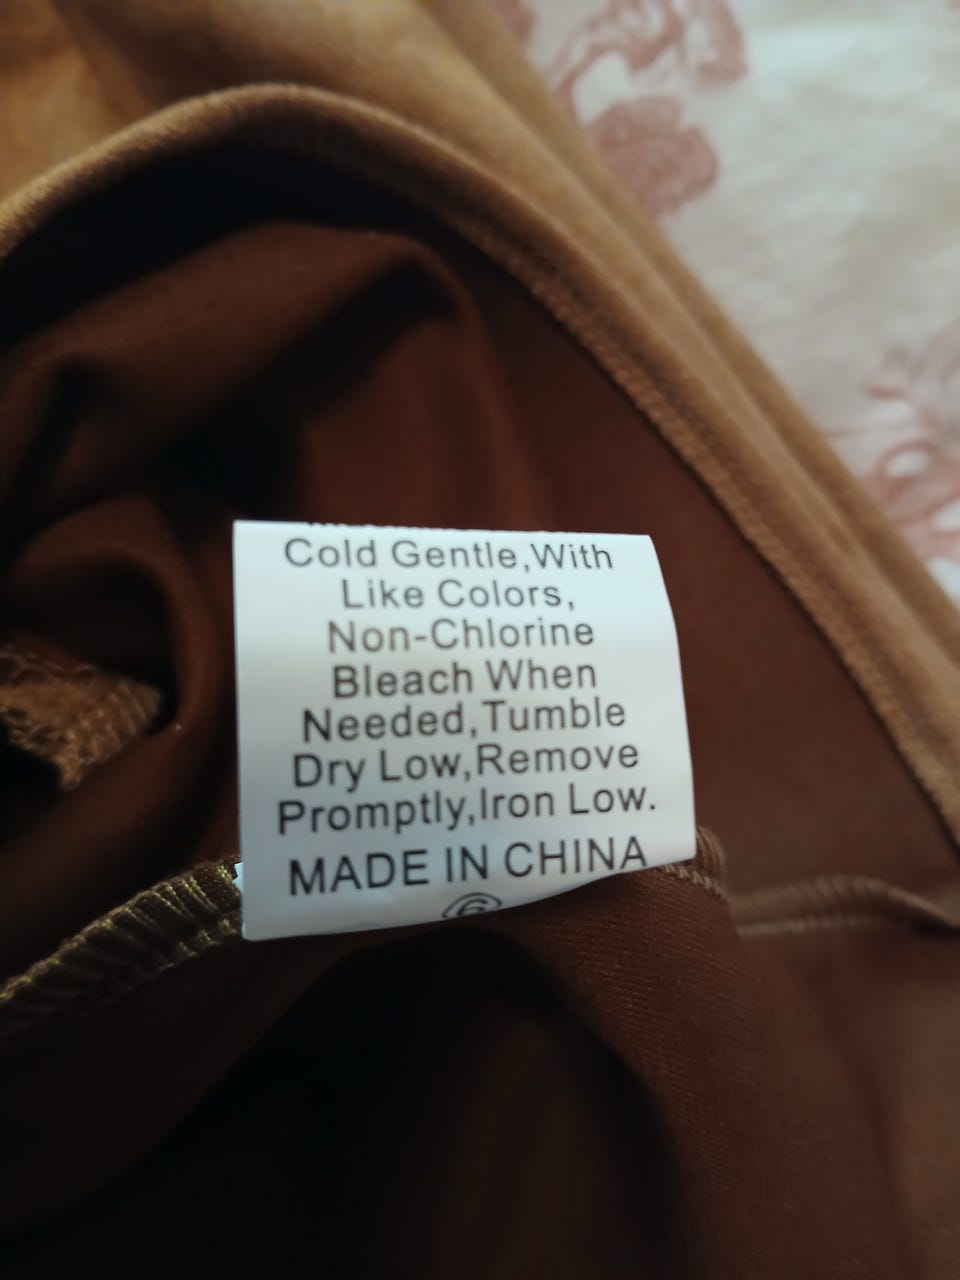 Cold Gentle,With
Like Colors,
Non-Chlorine
Bleach When
Needed,Tumble
Dry Low,Remove
Promptly,Iron Low.
MADE IN CHINA
6